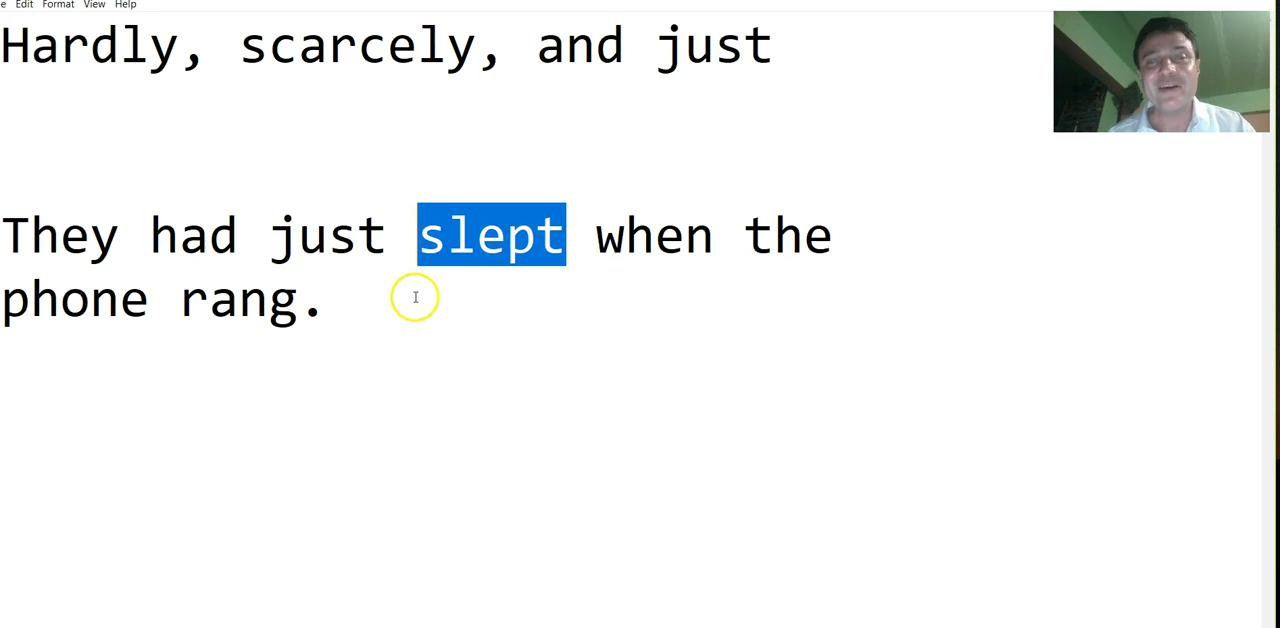 e Edit Format View Help
Hardly, scarcely, and just
They had just slept when the
phone rang.